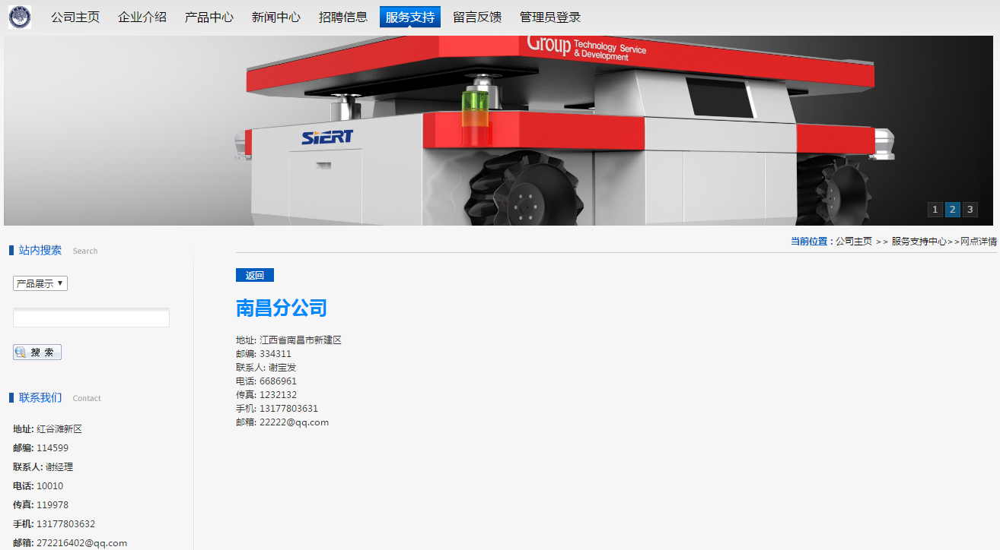 公司主页 企业介绍 产品中心 新闻中心 招聘信息 服务支持 留言反馈 管理员登录
Group Technology Service
& Development
SIERT
1 2 3
当前位置：公司主页 >> 服务支持中心>>网点详情
站内搜索 Search
产品展示
搜 索
联系我们 Contact
地址: 红谷滩新区
邮编: 114599
联系人: 谢经理
电话: 10010
传真: 119978
手机: 13177803632
邮箱: 272216402@qq.com
返回
南昌分公司
地址: 江西省南昌市新建区
邮编: 334311
联系人: 谢宝发
电话: 6686961
传真: 1232132
手机: 13177803631
邮箱: 22222@qq.com